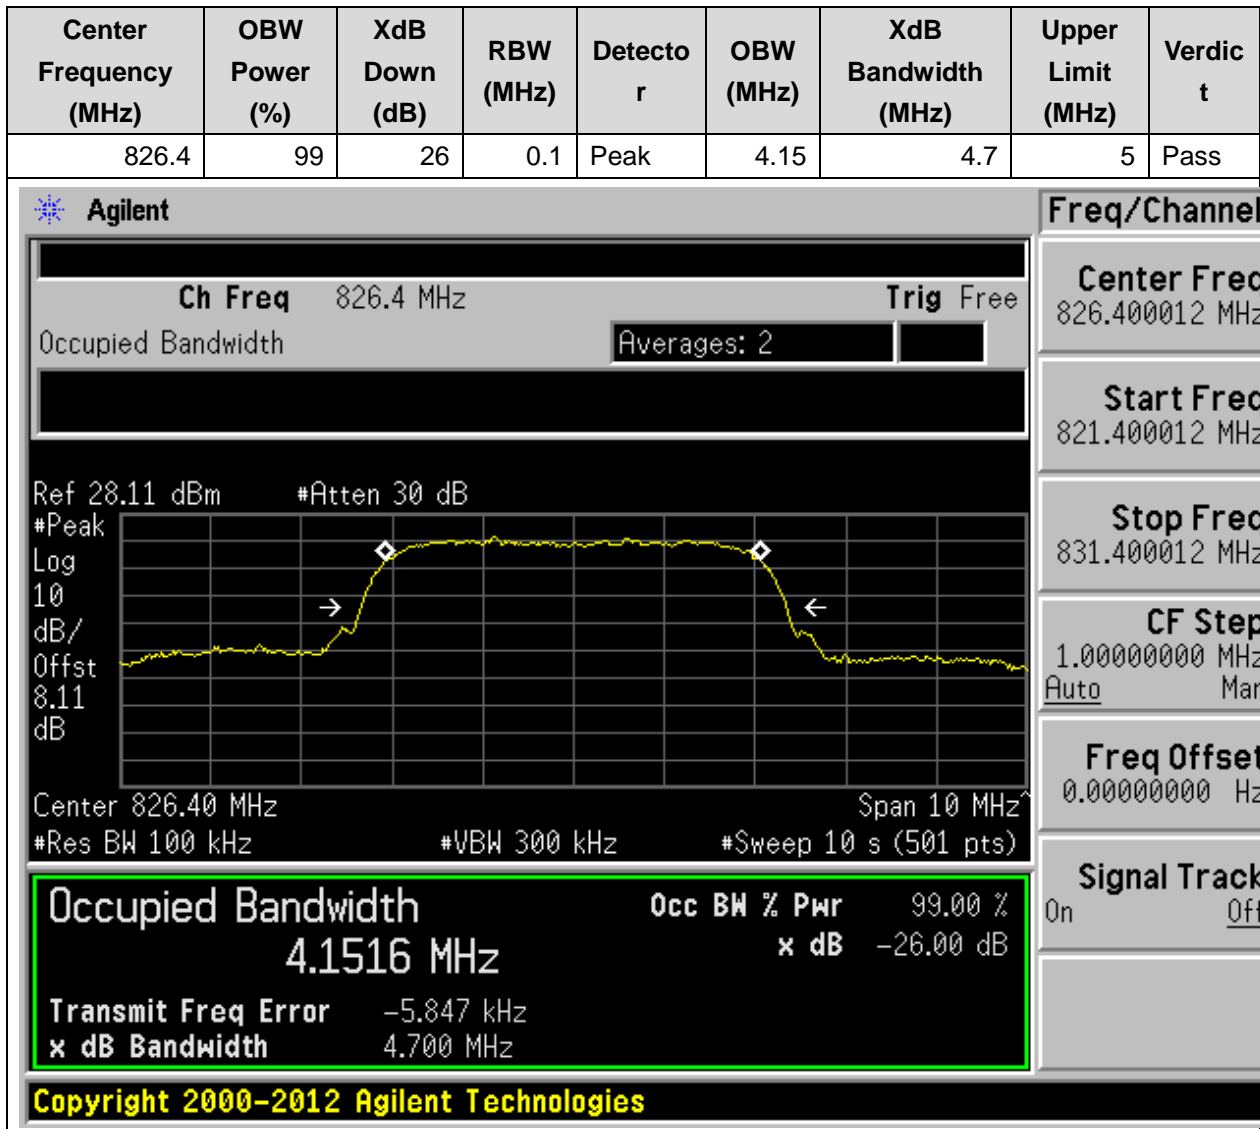 Center Frequency (MHz) OBW Power (%) XdB Down (dB) RBW (MHz) Detecto r OBW (MHz) XdB Bandwidth (MHz) Upper Limit (MHz) Verdic t
826.4 99 26 0.1 Peak 4.15 4.7 5 Pass
Agilent
Freq/Channel
Ch Freq 826.4 MHz Trig Free
Occupied Bandwidth Averages: 2
Ref 28.11 dBm #Atten 30 dB
#Peak
Log
10
dB/
Offst
8.11
dB
Center 826.40 MHz Span 10 MHz^
#Res BW 100 kHz #VBW 300 kHz #Sweep 10 s (501 pts)
Occupied Bandwidth Occ BW % Pwr 99.00 %
4.1516 MHz x dB -26.00 dB
Transmit Freq Error -5.847 kHz
x dB Bandwidth 4.700 MHz
Copyright 2000-2012 Agilent Technologies
Center Freq
826.400012 MHz
Start Freq
821.400012 MHz
Stop Freq
831.400012 MHz
CF Step
1.00000000 MHz
Auto Man
Freq Offset
0.00000000 Hz
Signal Track
On Off